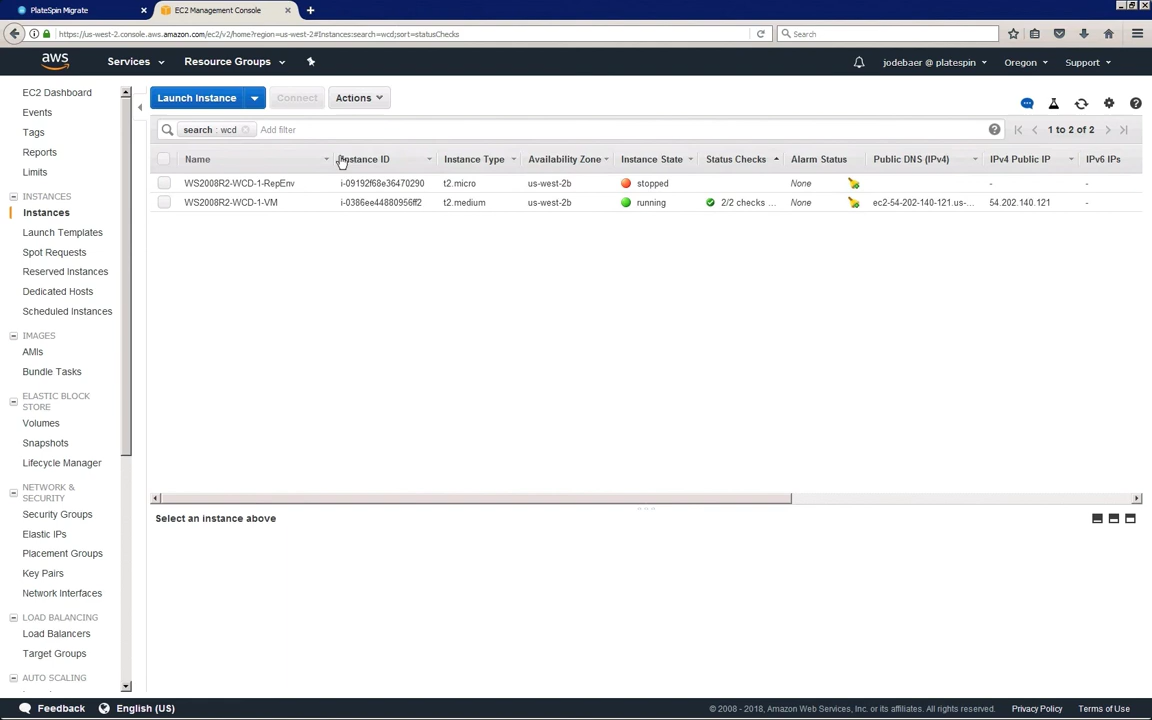 PlateSpin Migrate
EC2 Management Console
https://us-west-2.console.aws.amazon.com/ec2/v2/home?region=us-west-2#Instances:search=wcd;sort=statusChecks
Search
aws
Services
Resource Groups
jodebaer @ platespin
Oregon
Support
EC2 Dashboard
Events
Tags
Reports
Limits
INSTANCES
Instances
Launch Templates
Spot Requests
Reserved Instances
Dedicated Hosts
Scheduled Instances
IMAGES
AMIs
Bundle Tasks
ELASTIC BLOCK
STORE
Volumes
Snapshots
Lifecycle Manager
NETWORK &
SECURITY
Security Groups
Elastic IPs
Placement Groups
Key Pairs
Network Interfaces
LOAD BALANCING
Load Balancers
Target Groups
AUTO SCALING
Launch Instance
Connect
Actions
search : wcd
Add filter
1 to 2 of 2
Name
Instance ID
Instance Type
Availability Zone
Instance State
Status Checks
Alarm Status
Public DNS (IPv4)
IPv4 Public IP
IPv6 IPs
WS2008R2-WCD-1-RepEnv i-09192f68e36470290 t2.micro us-west-2b stopped None - -
WS2008R2-WCD-1-VM i-0386ee44880956ff2 t2.medium us-west-2b running 2/2 checks ... None ec2-54-202-140-121.us-... 54.202.140.121 -
Select an instance above
Feedback
English (US)
© 2008 - 2018, Amazon Web Services, Inc. or its affiliates. All rights reserved.
Privacy Policy
Terms of Use